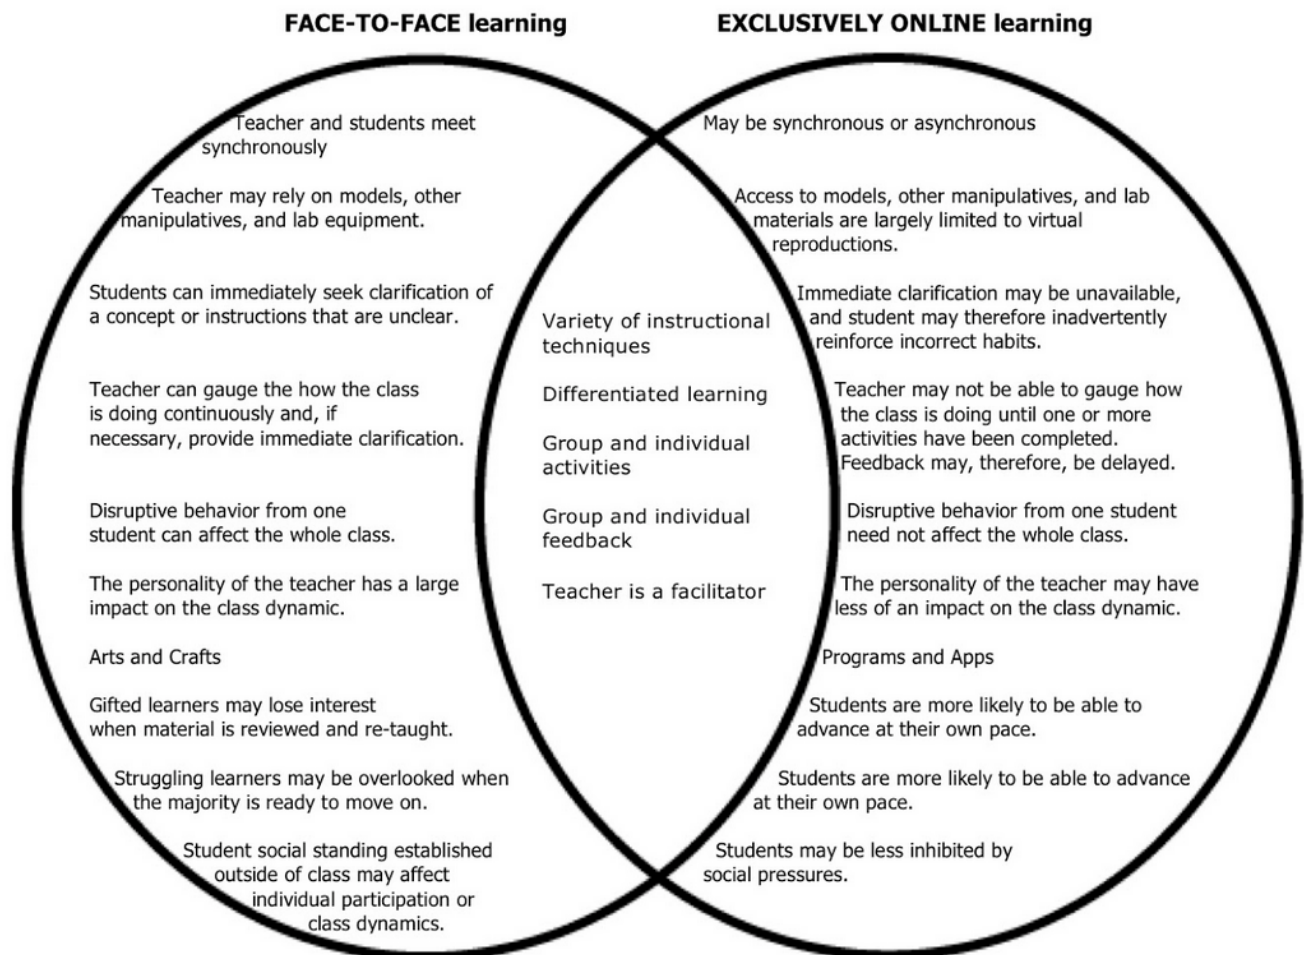 FACE-TO-FACE learning
EXCLUSIVELY ONLINE learning
Teacher and students meet
synchronously
Teacher may rely on models, other
manipulatives, and lab equipment.
Students can immediately seek clarification of
a concept or instructions that are unclear.
Teacher can gauge the how the class
is doing continuously and, if
necessary, provide immediate clarification.
Disruptive behavior from one
student can affect the whole class.
The personality of the teacher has a large
impact on the class dynamic.
Arts and Crafts
Gifted learners may lose interest
when material is reviewed and re-taught.
Struggling learners may be overlooked when
the majority is ready to move on.
Student social standing established
outside of class may affect
individual participation or
class dynamics.
Variety of instructional
techniques
Differentiated learning
Group and individual
activities
Group and individual
feedback
Teacher is a facilitator
May be synchronous or asynchronous
Access to models, other manipulatives, and lab
materials are largely limited to virtual
reproductions.
Immediate clarification may be unavailable,
and student may therefore inadvertently
reinforce incorrect habits.
Teacher may not be able to gauge how
the class is doing until one or more
activities have been completed.
Feedback may, therefore, be delayed.
Disruptive behavior from one student
need not affect the whole class.
The personality of the teacher may have
less of an impact on the class dynamic.
Programs and Apps
Students are more likely to be able to
advance at their own pace.
Students are more likely to be able to advance
at their own pace.
Students may be less inhibited by
social pressures.